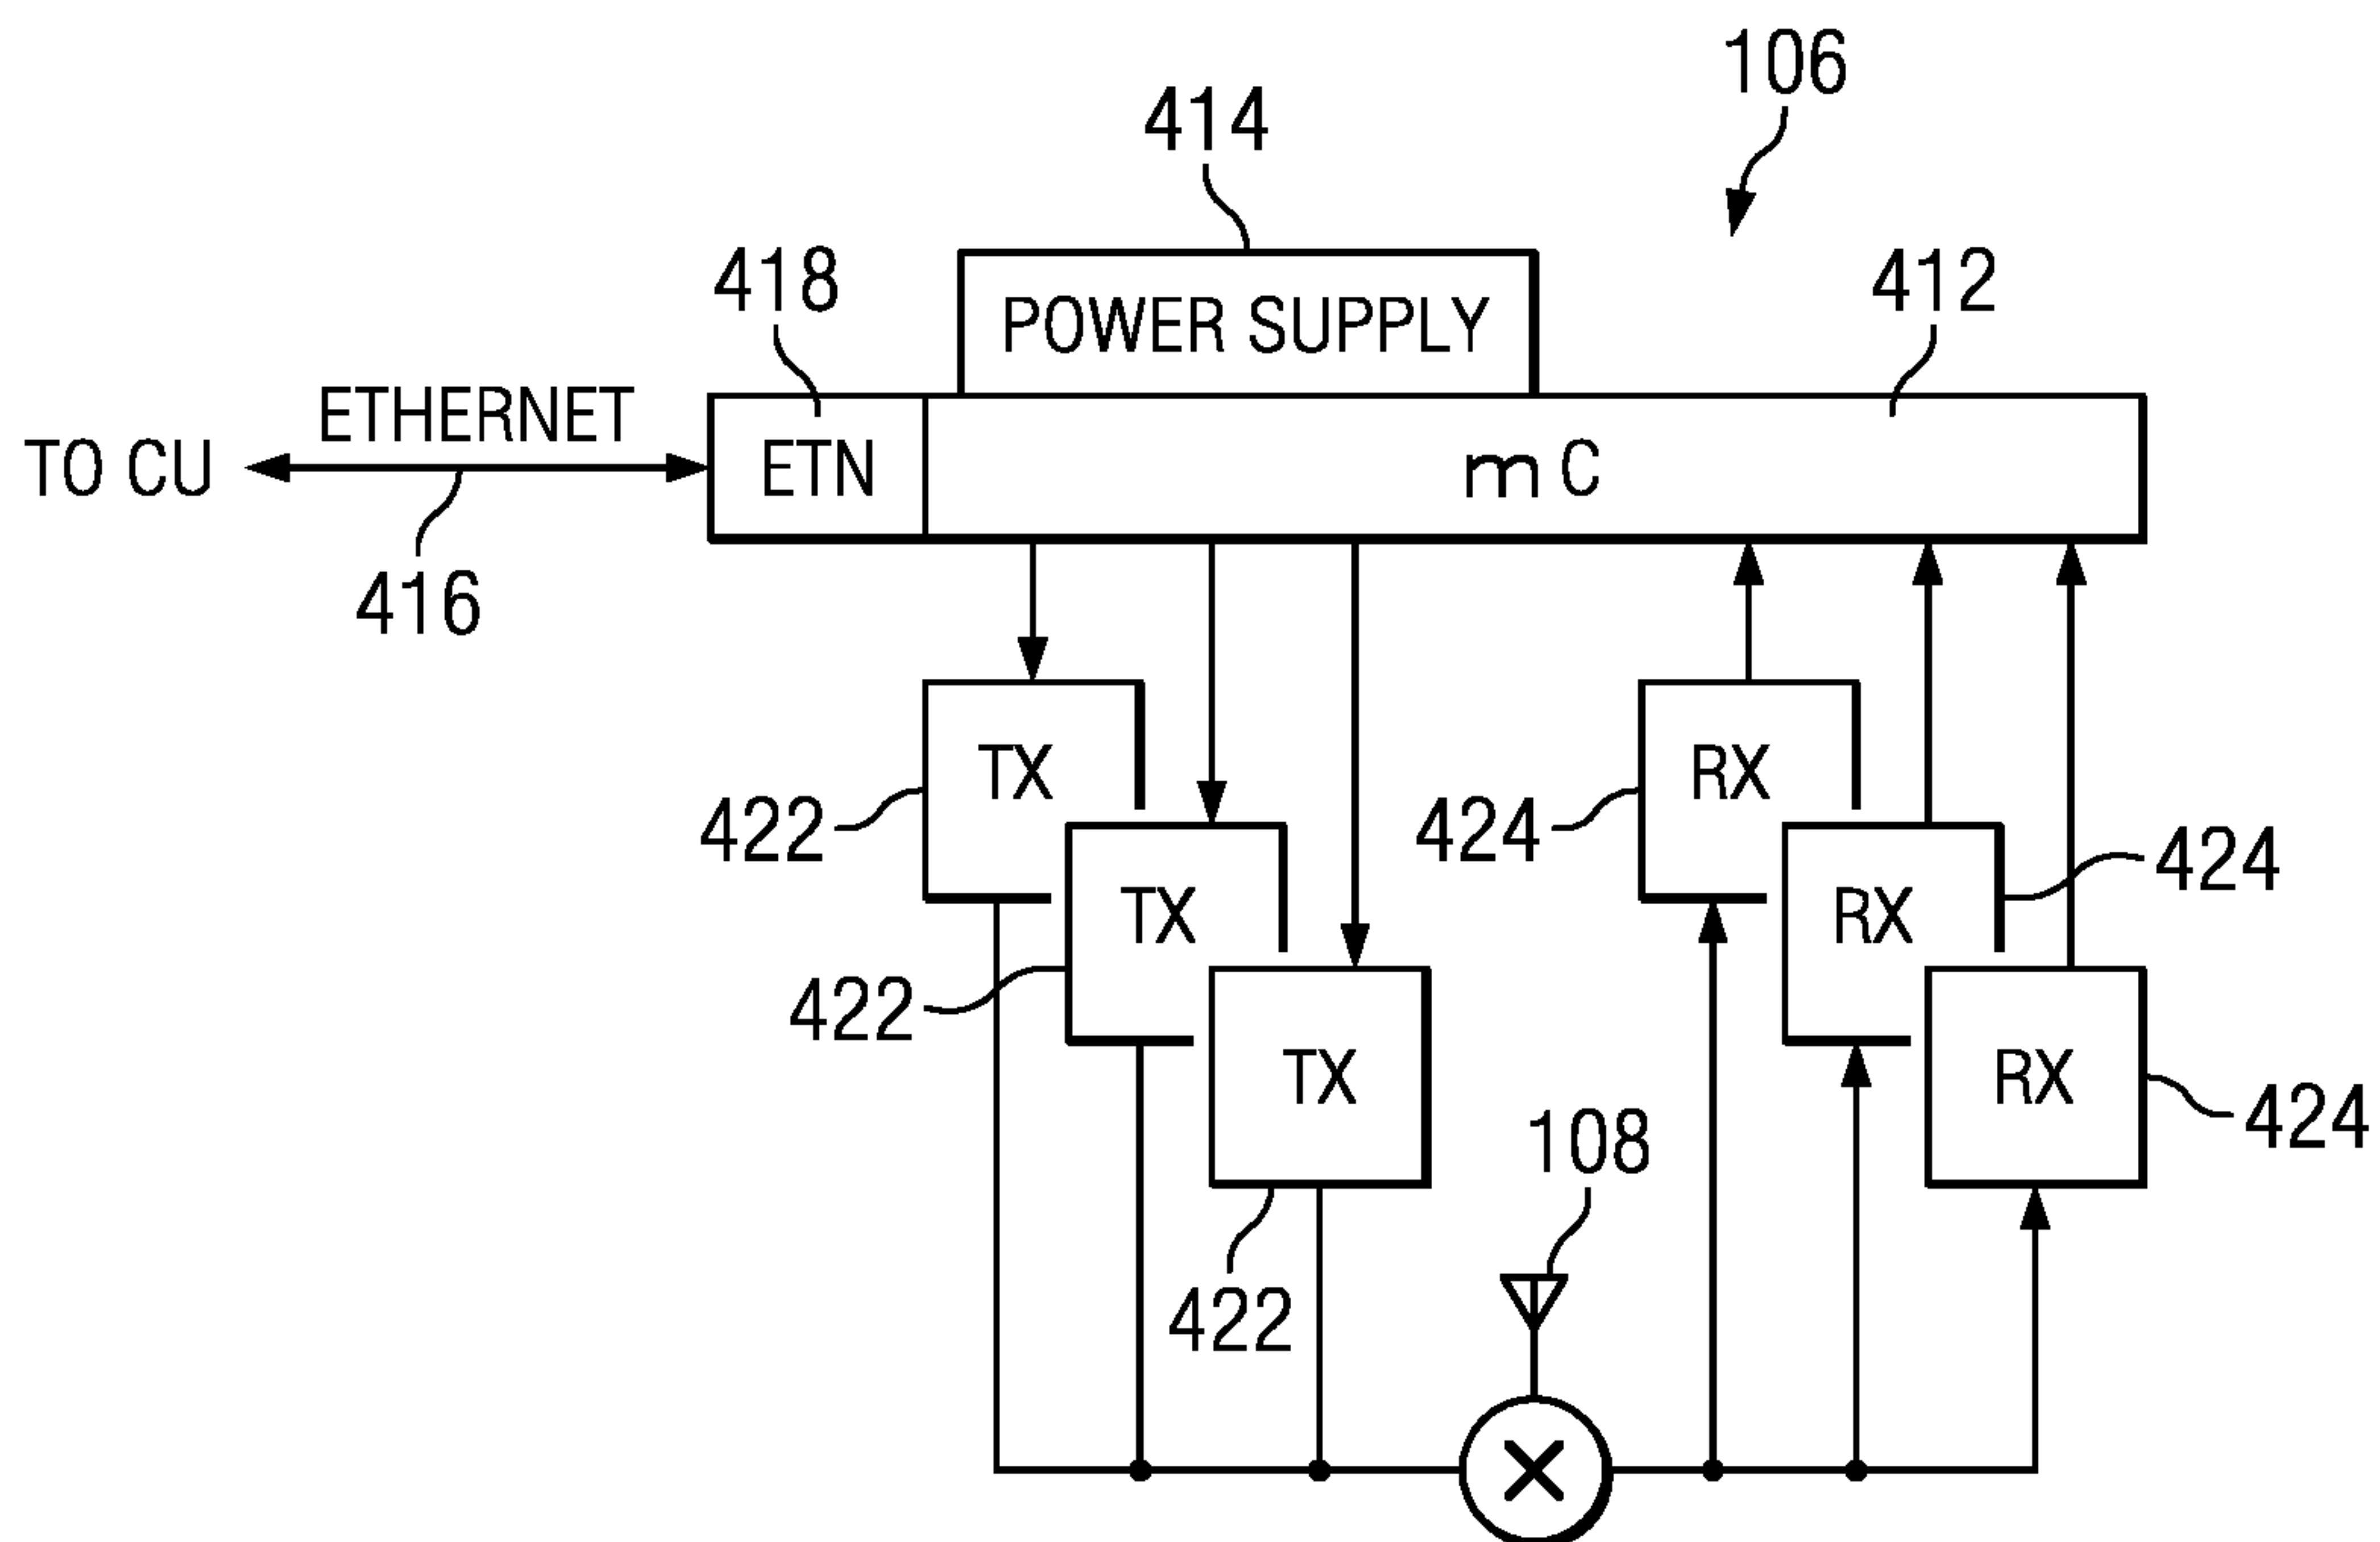 106
414
418
412
POWER SUPPLY
ETHERNET
TO CU
ETN
m C
416
TX
RX
422
424
424
TX
RX
422
TX
RX
424
108
422